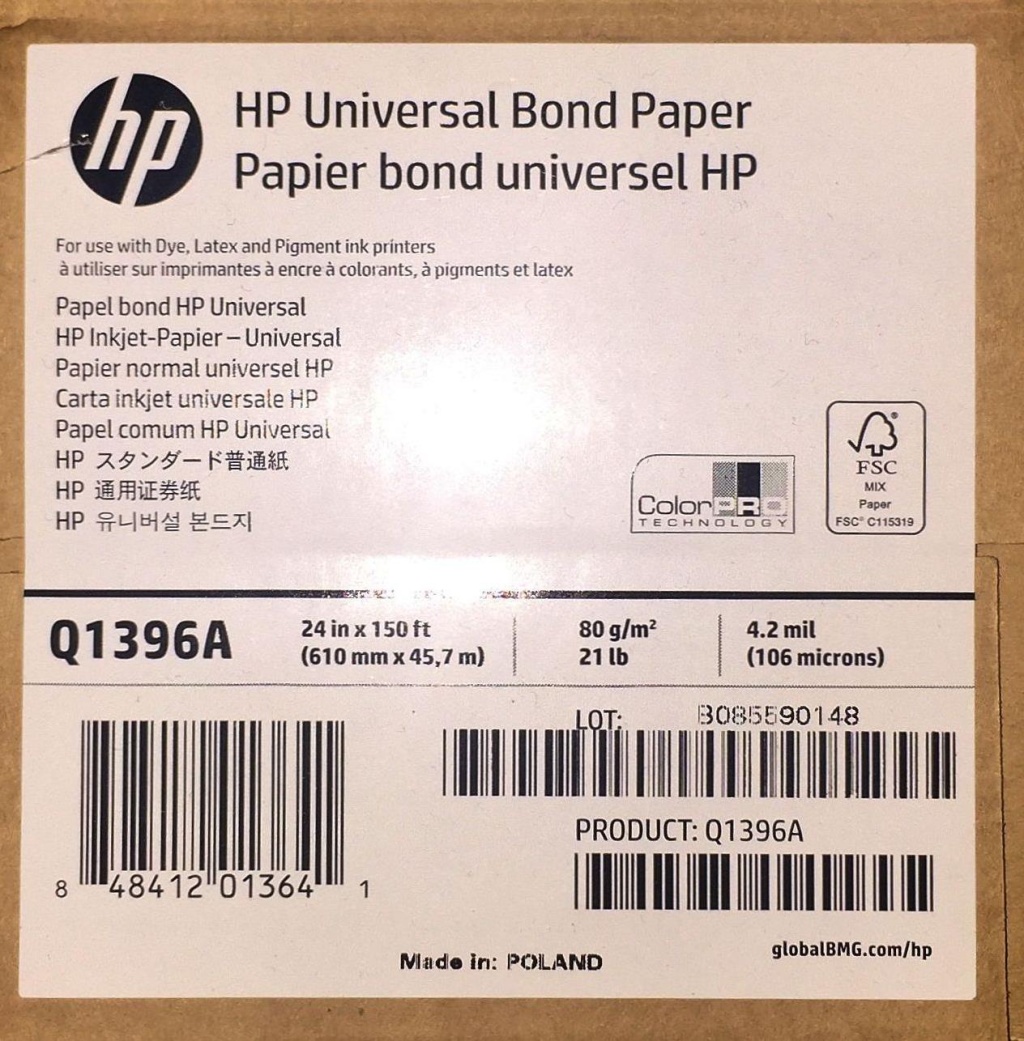 hp
HP Universal Bond Paper
Papier bond universel HP
For use with Dye, Latex and Pigment ink printers
à utiliser sur imprimantes à encre à colorants, à pigments et latex
Papel bond HP Universal
HP Inkjet-Papier – Universal
Papier normal universel HP
Carta inkjet universale HP
Papel comum HP Universal
HP スタンダード普通紙
HP 通用证券纸
HP 유니버설 본드지
ColorPRO
TECHNOLOGY
FSC
MIX
Paper
FSC® C115319
Q1396A
24 in x 150 ft
(610 mm x 45,7 m)
80 g/m²
21 lb
4.2 mil
(106 microns)
LOT: B085590148
PRODUCT: Q1396A
8 48412 01364 1
globalBMG.com/hp
Made in: POLAND